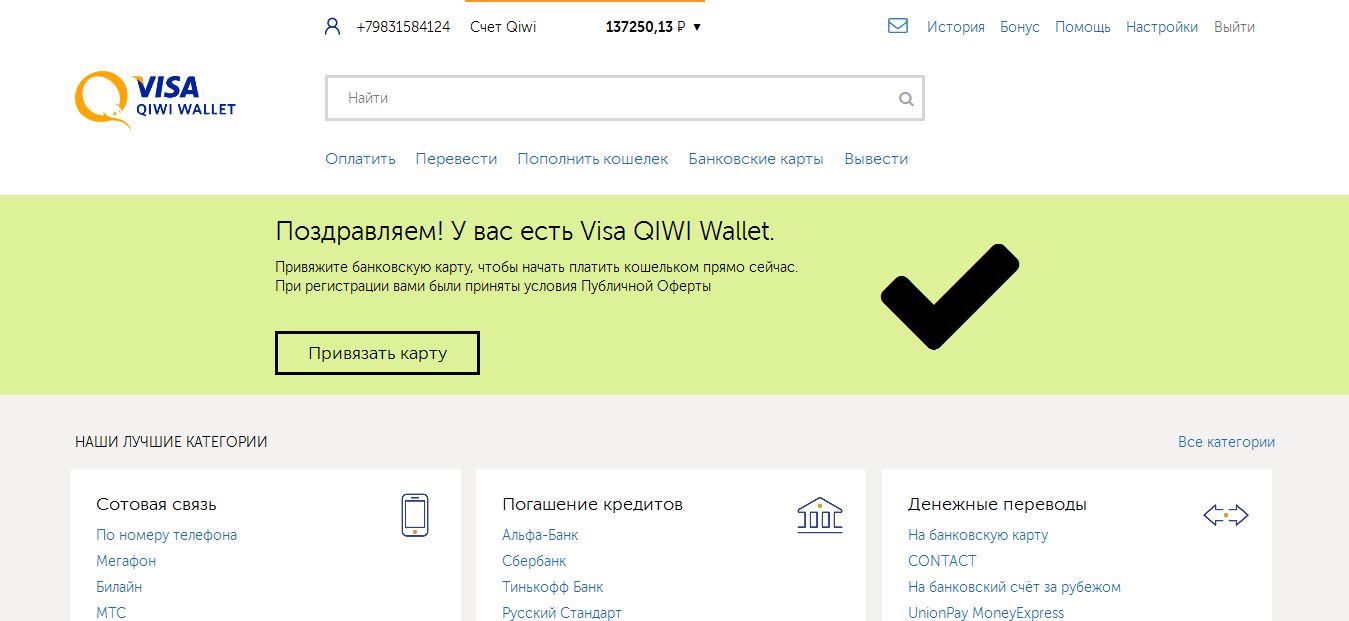 +79831584124 Счет Qiwi 137250,13 ₽ ▼ История Бонус Помощь Настройки Выйти
VISA
QIWI WALLET
Найти
Оплатить Перевести Пополнить кошелек Банковские карты Вывести
Поздравляем! У вас есть Visa QIWI Wallet.
Привяжите банковскую карту, чтобы начать платить кошельком прямо сейчас.
При регистрации вами были приняты условия Публичной Оферты
Привязать карту
НАШИ ЛУЧШИЕ КАТЕГОРИИ Все категории
Сотовая связь
По номеру телефона
Мегафон
Билайн
МТС
Погашение кредитов
Альфа-Банк
Сбербанк
Тинькофф Банк
Русский Стандарт
Денежные переводы
На банковскую карту
CONTACT
На банковский счёт за рубежом
UnionPay MoneyExpress